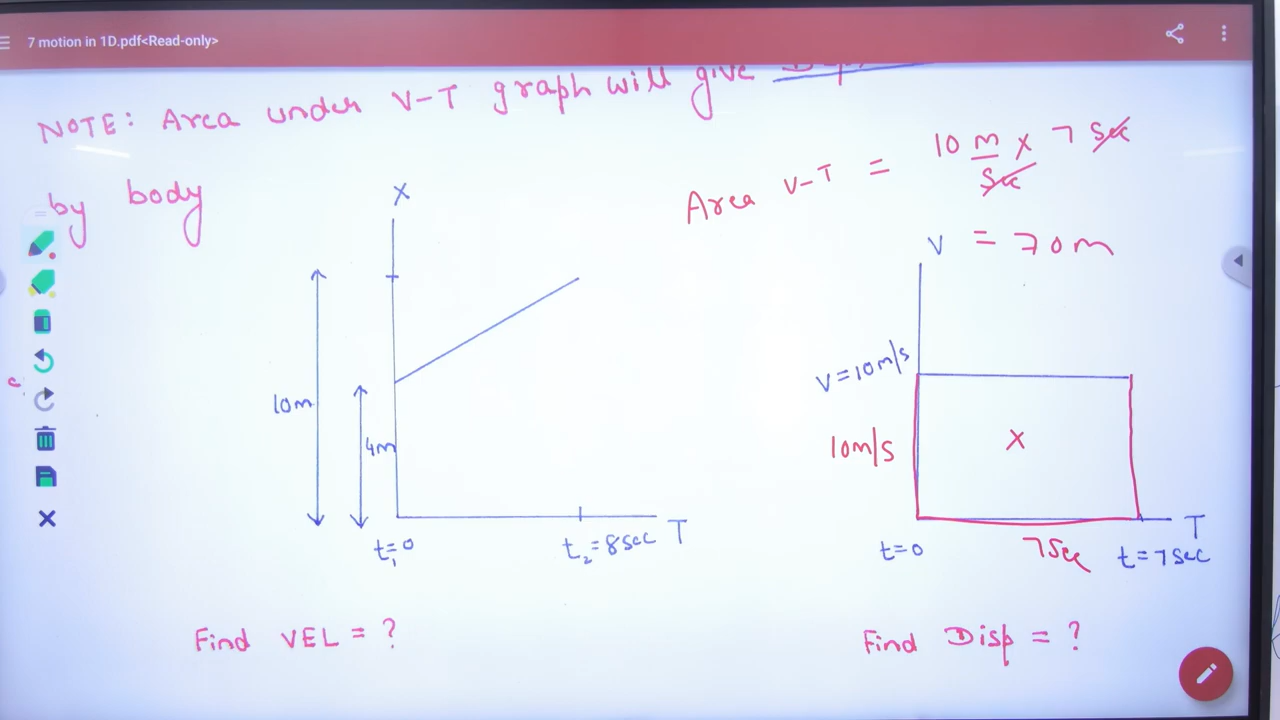 7 motion in 1D.pdf<Read-only>
NOTE: Area under V-T graph will give
by body
Area V-T = 10 m/sec x 7 sec
= 70m
X
10m
4m
t₁=0
t₂=8sec
T
Find VEL = ?
V
V=10m/s
10m/s
X
t=0
7sec
t=7sec
T
Find Disp = ?